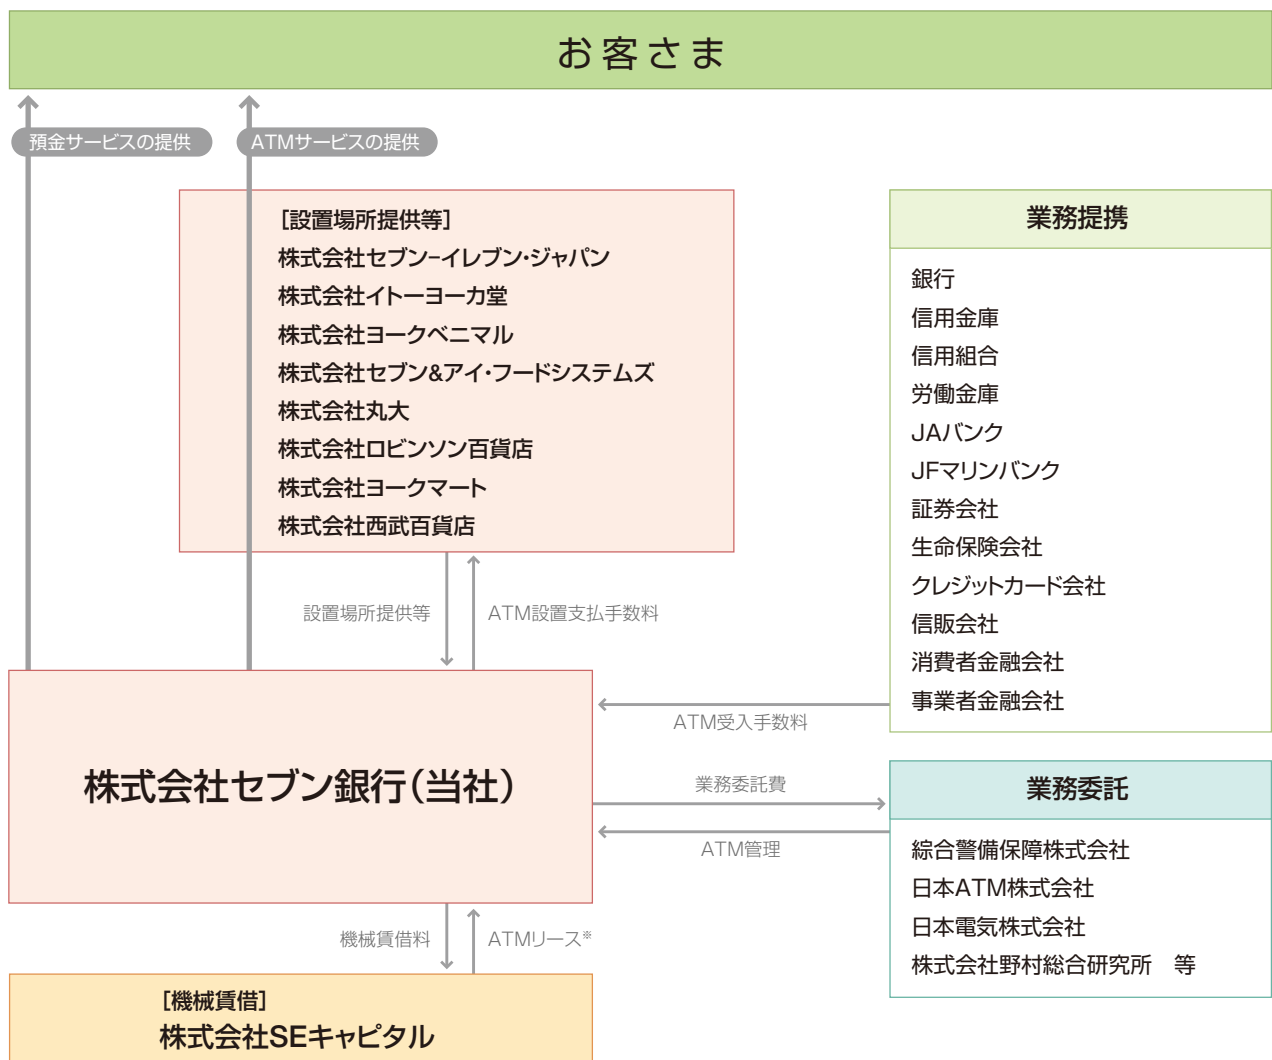 お客さま
預金サービスの提供
ATMサービスの提供
[設置場所提供等]
株式会社セブン-イレブン・ジャパン
株式会社イトーヨーカ堂
株式会社ヨークベニマル
株式会社セブン&アイ・フードシステムズ
株式会社丸大
株式会社ロビンソン百貨店
株式会社ヨークマート
株式会社西武百貨店
業務提携
銀行
信用金庫
信用組合
労働金庫
JAバンク
JFマリンバンク
証券会社
生命保険会社
クレジットカード会社
信販会社
消費者金融会社
事業者金融会社
設置場所提供等
ATM設置支払手数料
ATM受入手数料
株式会社セブン銀行(当社)
業務委託費
ATM管理
業務委託
綜合警備保障株式会社
日本ATM株式会社
日本電気株式会社
株式会社野村総合研究所　等
機械賃借料
ATMリース※
[機械賃借]
株式会社SEキャピタル